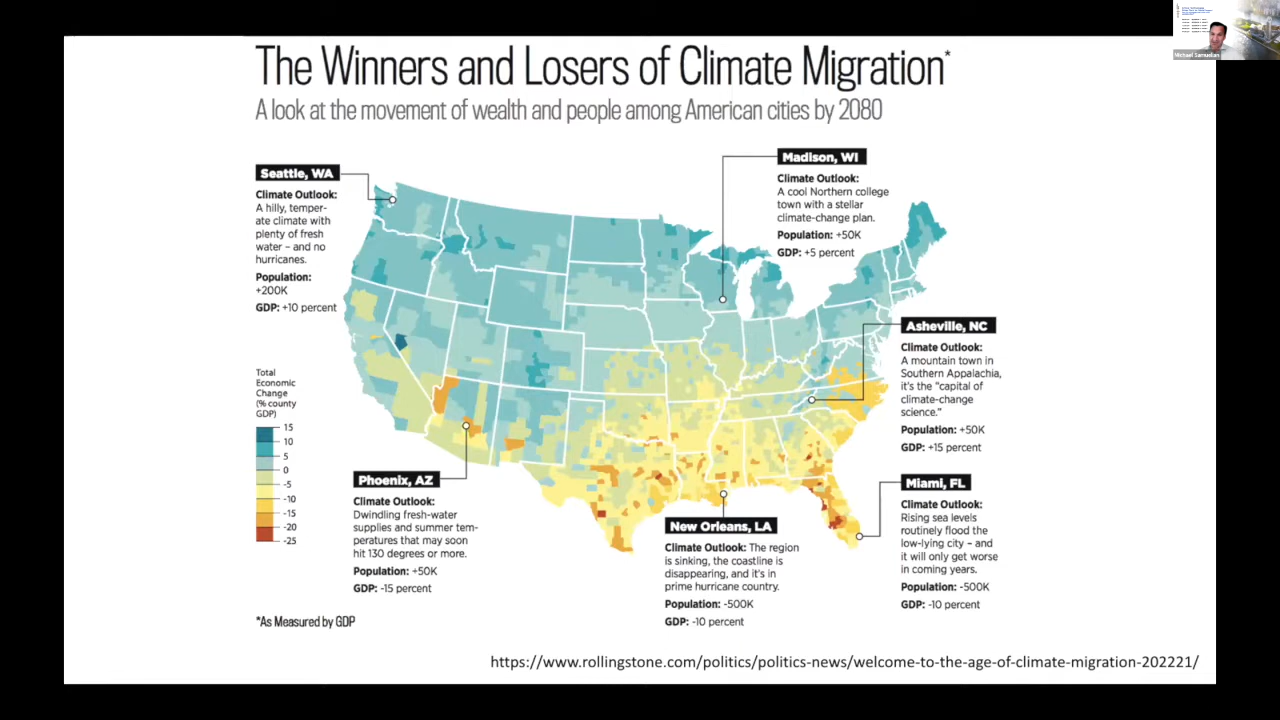 The Winners and Losers of Climate Migration*
A look at the movement of wealth and people among American cities by 2080
Seattle, WA
Climate Outlook:
A hilly, temper-
ate climate with
plenty of fresh
water – and no
hurricanes.
Population:
+200K
GDP: +10 percent
Madison, WI
Climate Outlook:
A cool Northern college
town with a stellar
climate-change plan.
Population: +50K
GDP: +5 percent
Asheville, NC
Climate Outlook:
A mountain town in
Southern Appalachia,
it's the "capital of
climate-change
science."
Population: +50K
GDP: +15 percent
Total
Economic
Change
(% county
GDP)
15
10
5
0
-5
-10
-15
-20
-25
Phoenix, AZ
Climate Outlook:
Dwindling fresh-water
supplies and summer tem-
peratures that may soon
hit 130 degrees or more.
Population: +50K
GDP: -15 percent
New Orleans, LA
Climate Outlook: The region
is sinking, the coastline is
disappearing, and it's in
prime hurricane country.
Population: -500K
GDP: -10 percent
Miami, FL
Climate Outlook:
Rising sea levels
routinely flood the
low-lying city – and
it will only get worse
in coming years.
Population: -500K
GDP: -10 percent
*As Measured by GDP
https://www.rollingstone.com/politics/politics-news/welcome-to-the-age-of-climate-migration-202221/
Michael Samuelian